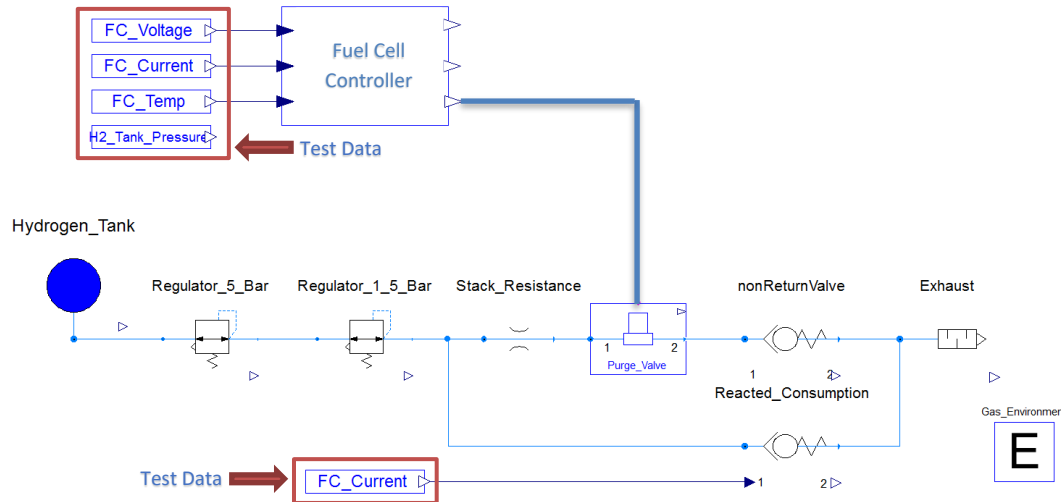 FC_Voltage
FC_Current
FC_Temp
H2_Tank_Pressure
Fuel Cell
Controller
Test Data
Hydrogen_Tank
Regulator_5_Bar
Regulator_1_5_Bar
Stack_Resistance
nonReturnValve
Exhaust
1
2
Purge_Valve
1
2
Reacted_Consumption
Gas_Environmer
E
Test Data
FC_Current
1
2